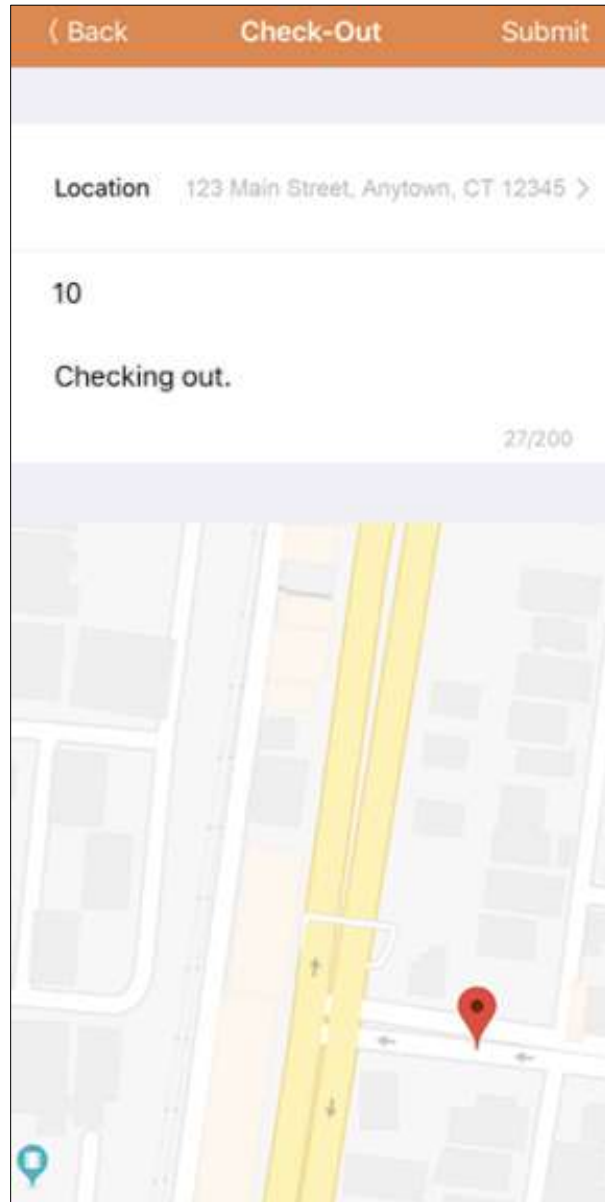 Back Check-Out Submit
Location 123 Main Street, Anytown, CT 12345
10
Checking out.
27/200